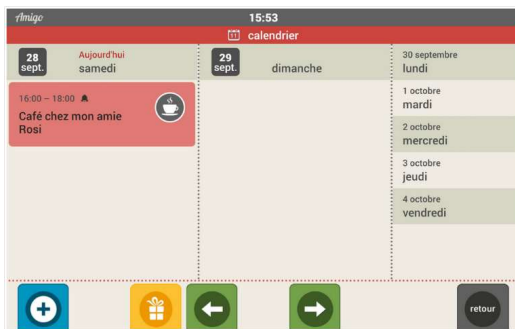 Amigo
15:53
calendrier
28
sept.
Aujourd'hui
samedi
29
sept.
dimanche
30 septembre
lundi
1 octobre
mardi
2 octobre
mercredi
3 octobre
jeudi
4 octobre
vendredi
16:00 – 18:00
Café chez mon amie
Rosi
retour